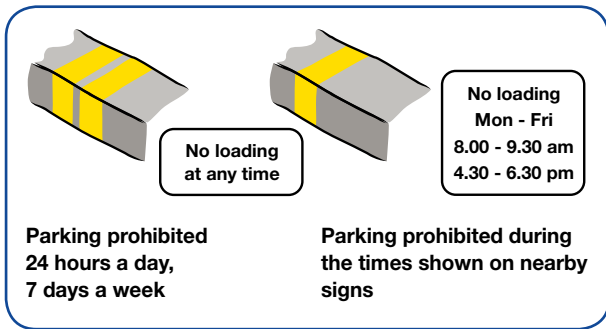 No loading
at any time
No loading
Mon - Fri
8.00 - 9.30 am
4.30 - 6.30 pm
Parking prohibited
24 hours a day,
7 days a week
Parking prohibited during
the times shown on nearby
signs